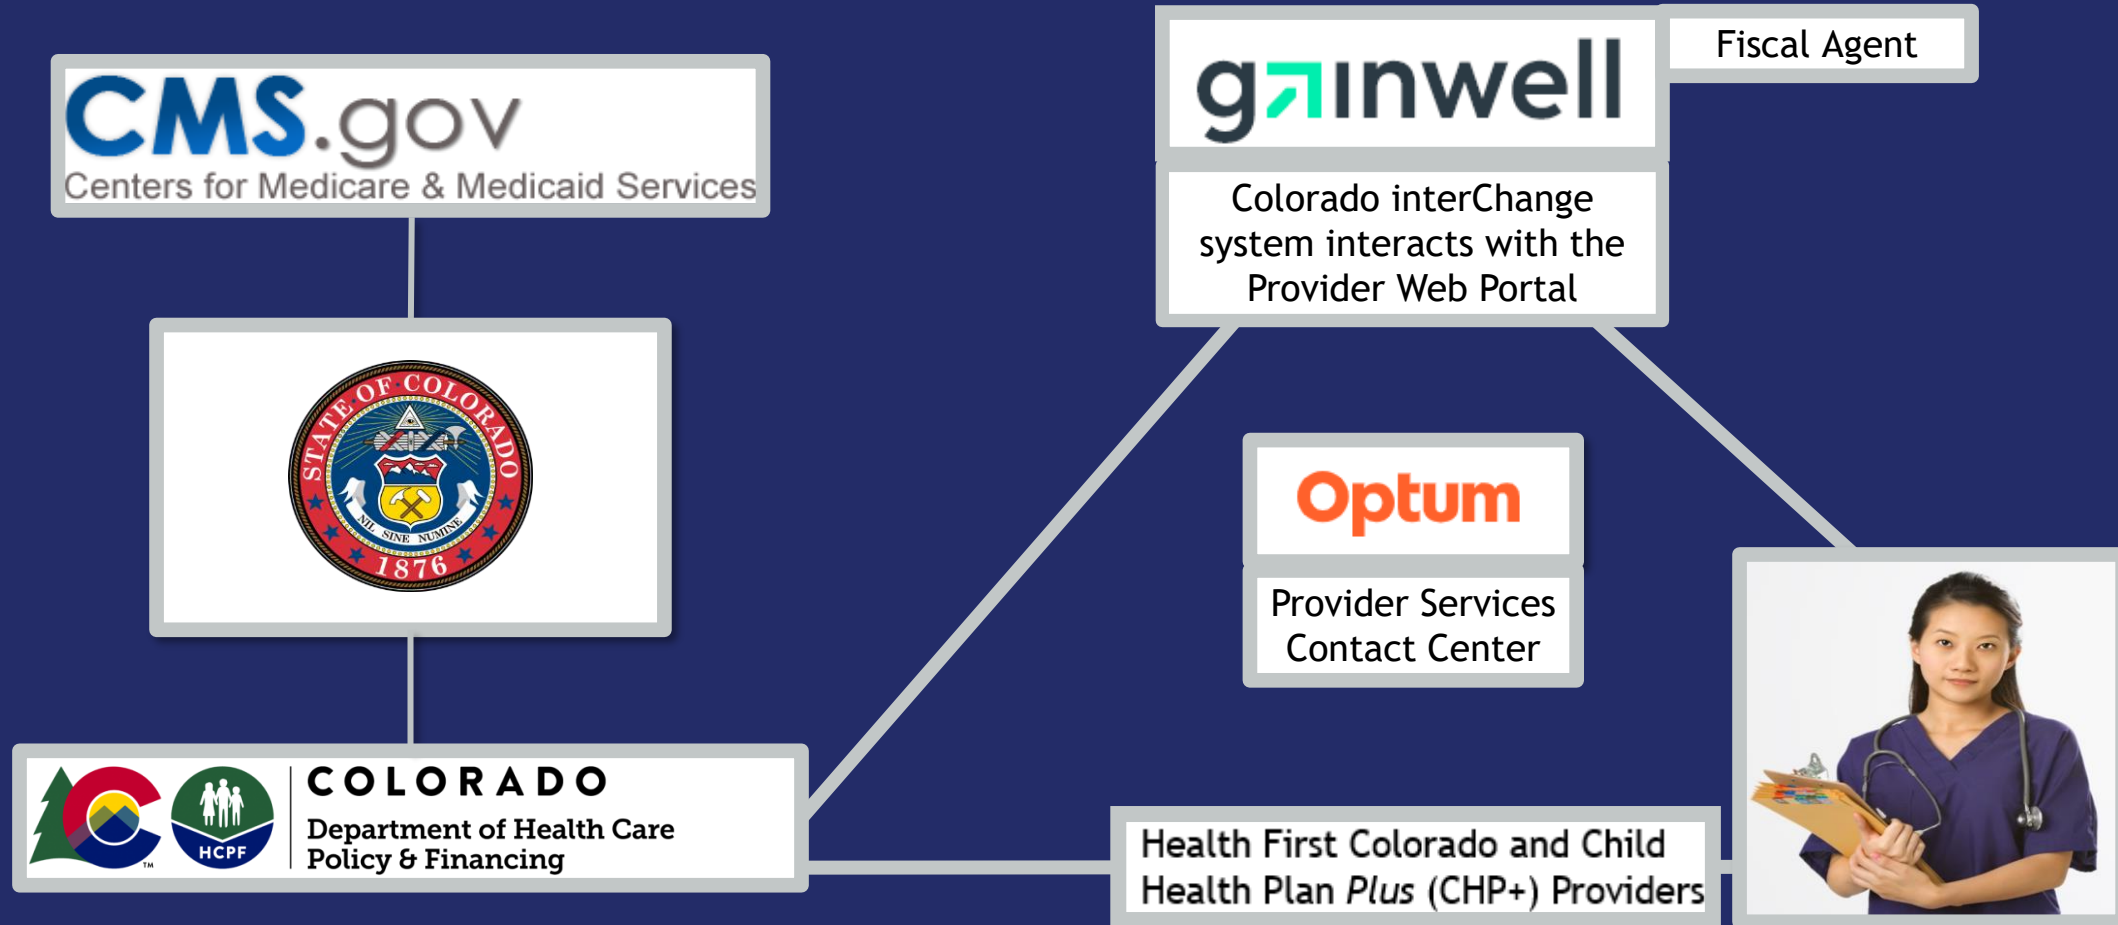 CMS.gov
Centers for Medicare & Medicaid Services
STATE OF COLORADO
NIL SINE NUMINE
1876
HCPF
TM
COLORADO
Department of Health Care
Policy & Financing
gainwell
Fiscal Agent
Colorado interChange
system interacts with the
Provider Web Portal
Optum
Provider Services
Contact Center
Health First Colorado and Child
Health Plan Plus (CHP+) Providers